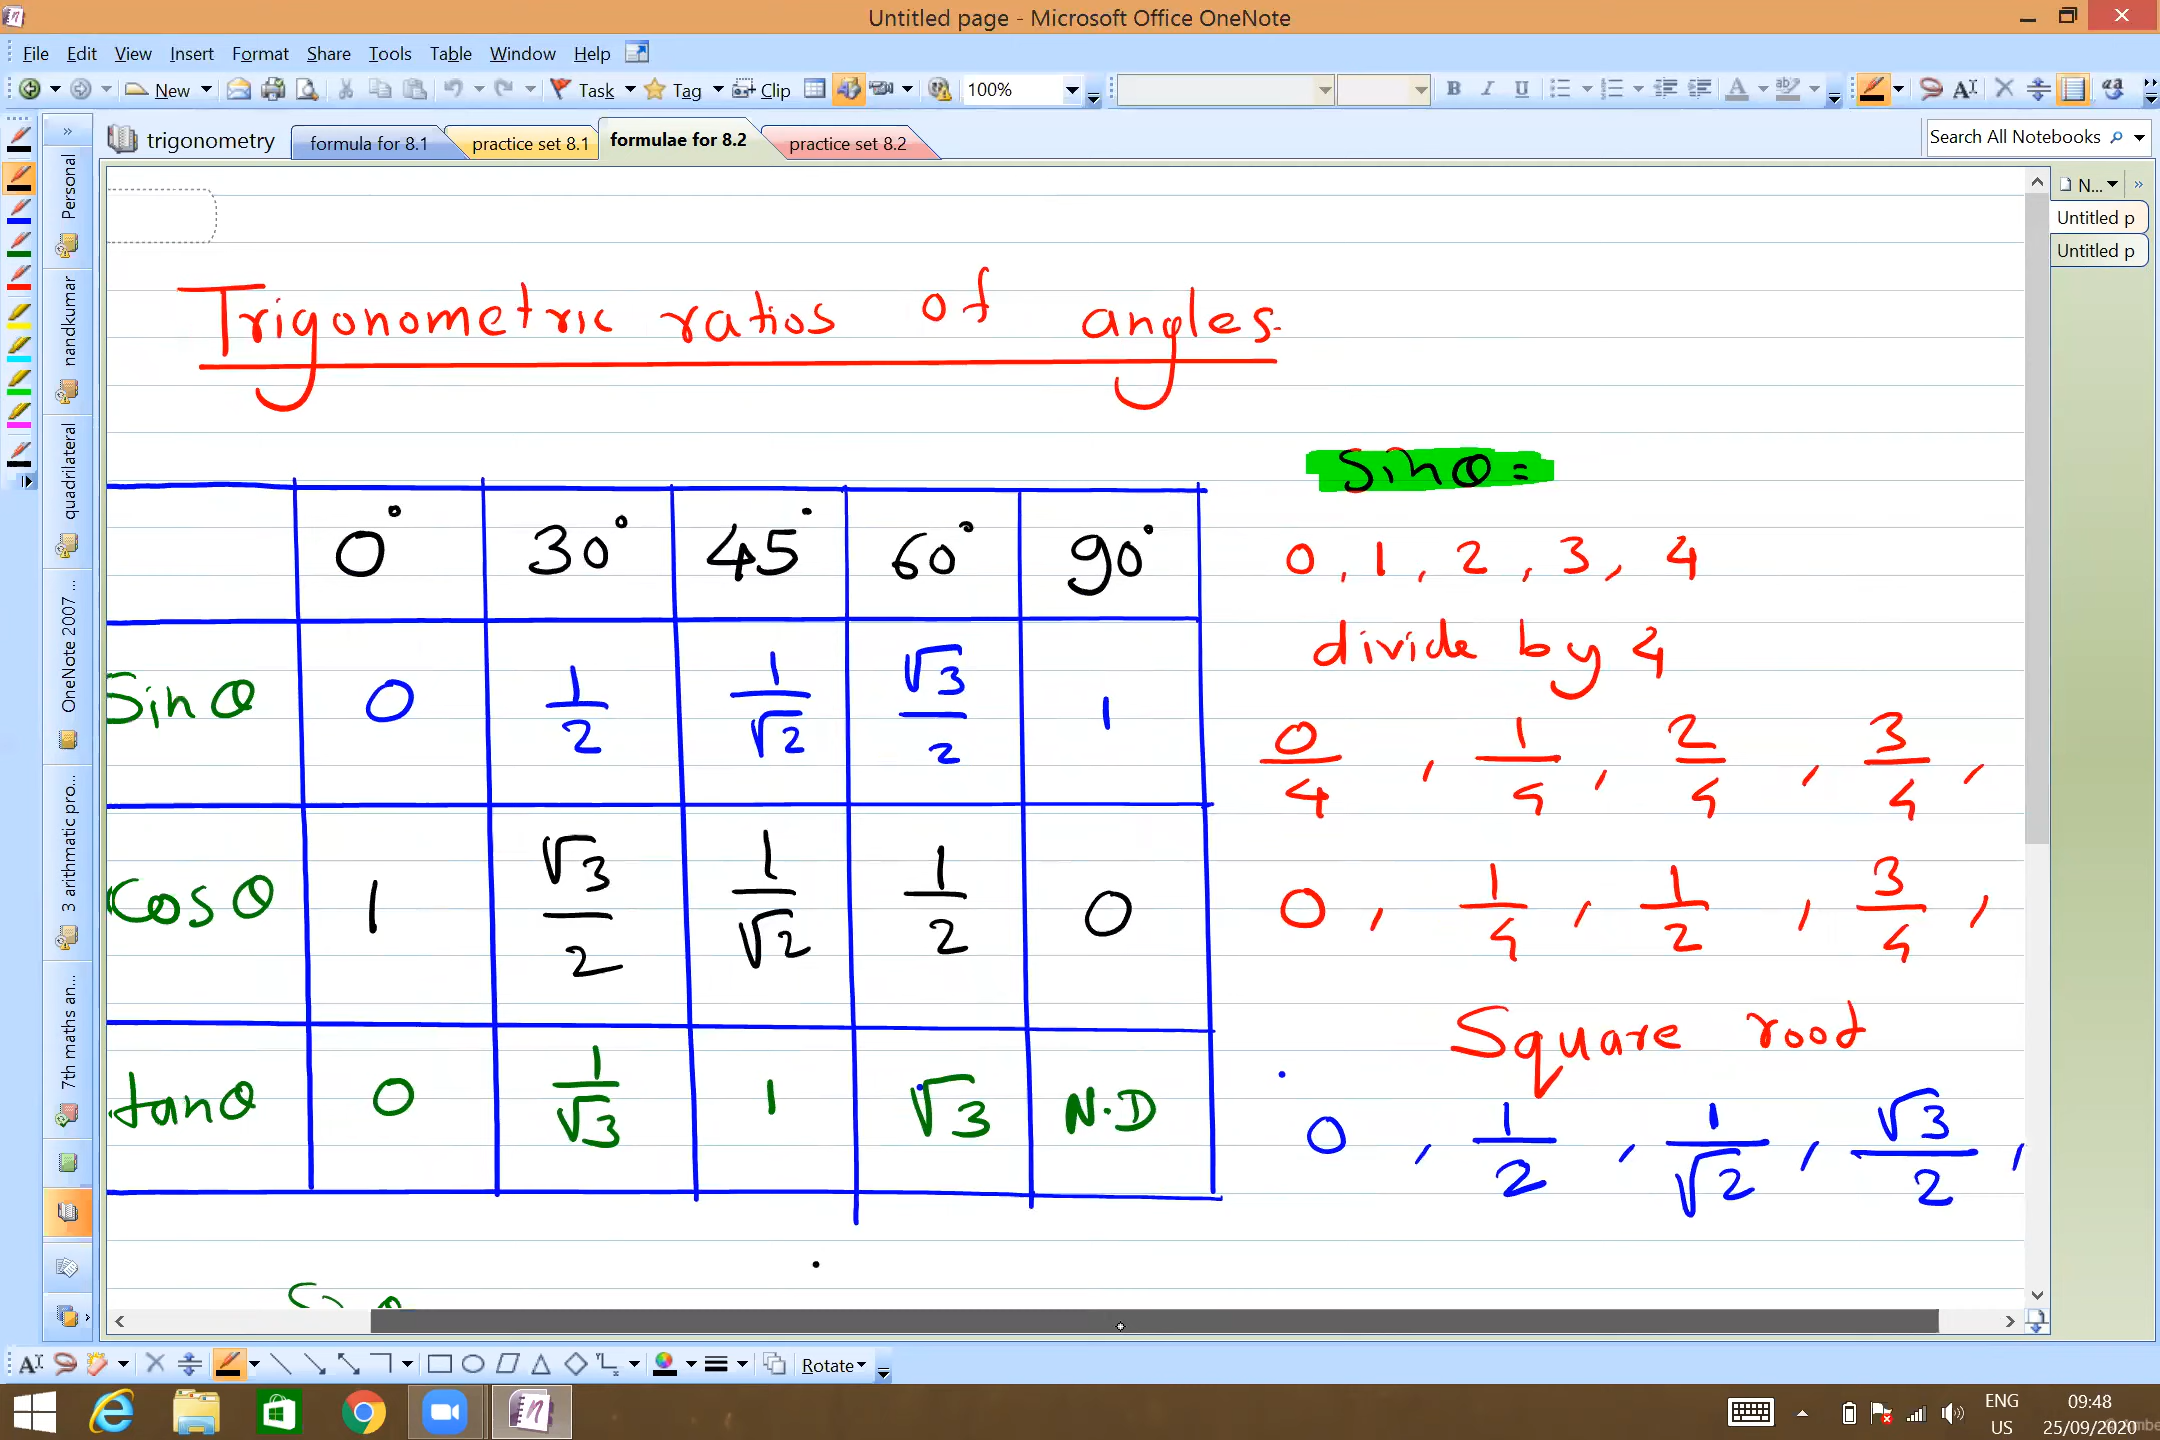 Untitled page - Microsoft Office OneNote
File Edit View Insert Format Share Tools Table Window Help
New Task Tag Clip 100% B I U
trigonometry formula for 8.1 practice set 8.1 formulae for 8.2 practice set 8.2
Search All Notebooks
N...
Untitled p
Untitled p
Personal
nandkumar
quadrilateral
OneNote 2007 ...
3 arithmatic pro...
7th maths an...
Trigonometric ratios of angles.
0° 30° 45° 60° 90°
Sinθ 0 1/2 1/√2 √3/2 1
Cosθ 1 √3/2 1/√2 1/2 0
tanθ 0 1/√3 1 √3 N.D
Sinθ =
0, 1, 2, 3, 4
divide by 4
0/4, 1/4, 2/4, 3/4,
0, 1/4, 1/2, 3/4,
Square root
0, 1/2, 1/√2, √3/2,
Rotate
ENG
US
09:48
25/09/2020